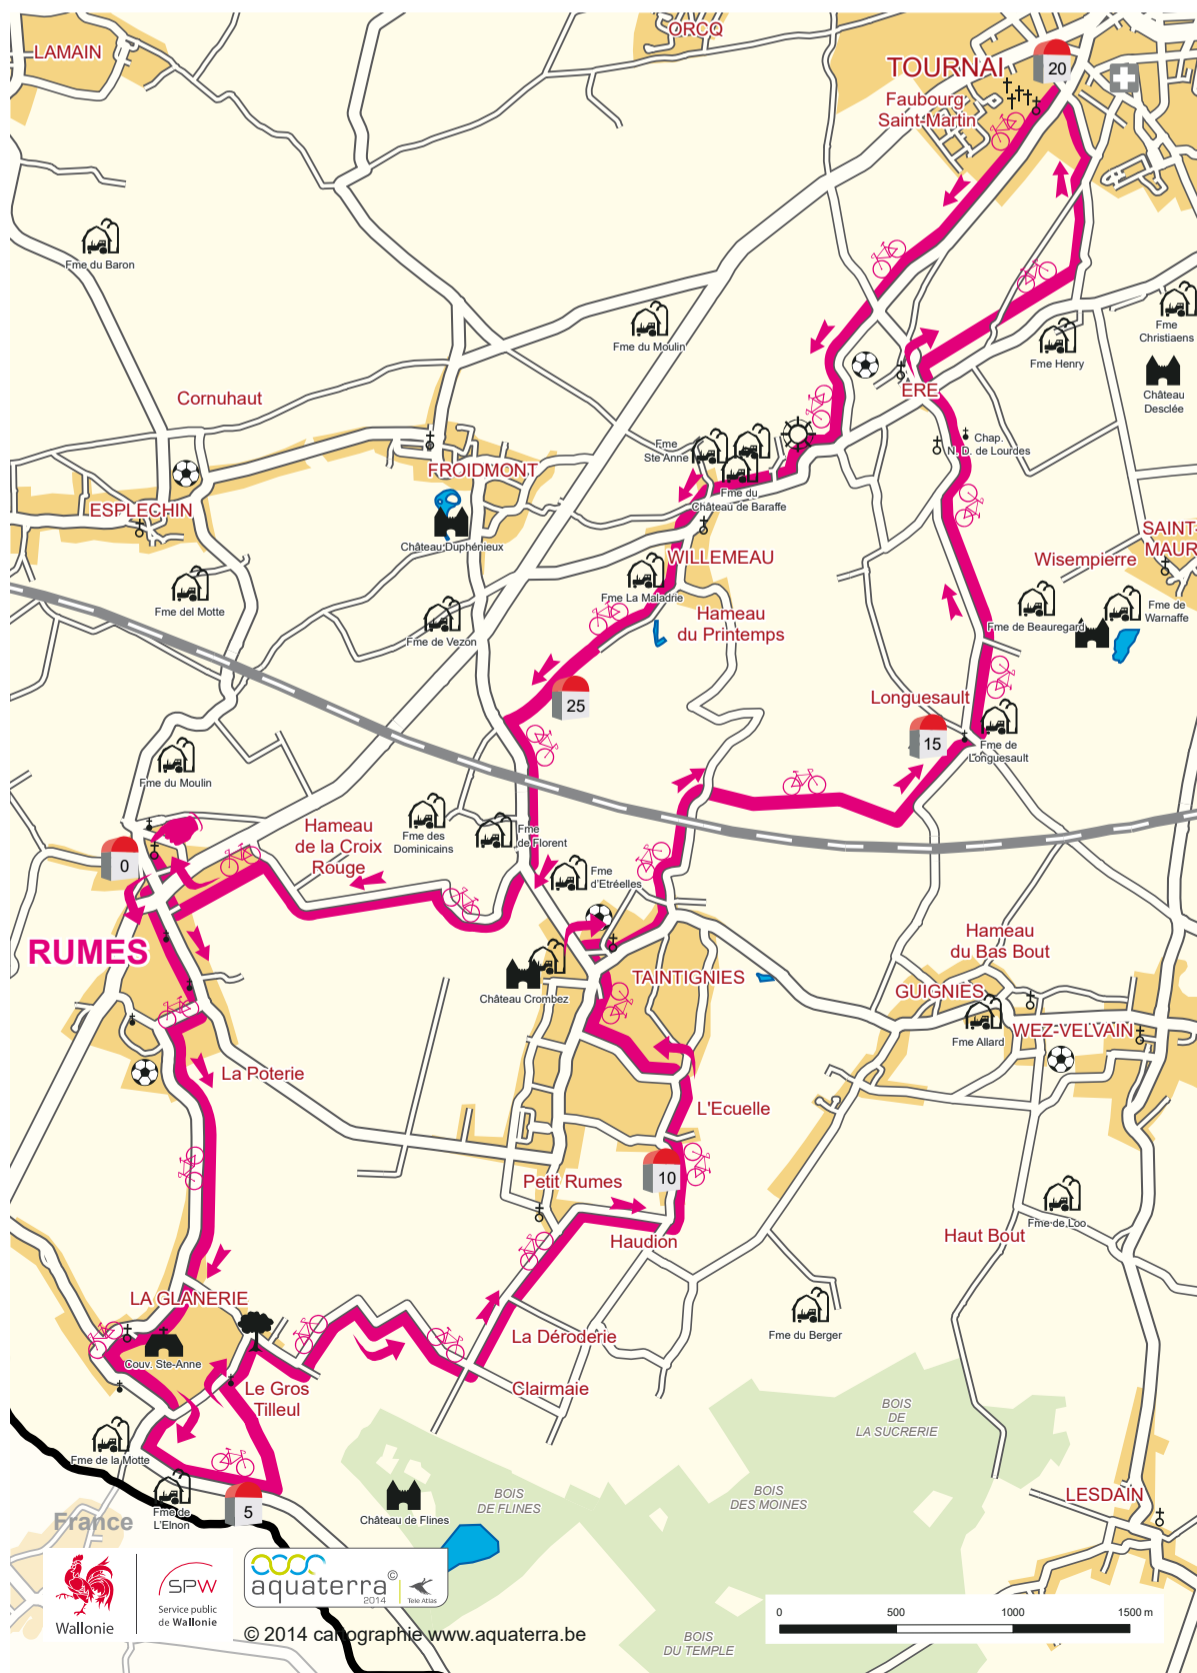 ORCQ
LAMAIN
TOURNAI
20
Faubourg
Saint-Martin
Fme du Baron
Fme
Christiaens
Fme du Moulin
Fme Henry
Château
Desclée
Cornuhaut
ERE
Fme
Ste Anne
Chap.
N. D. de Lourdes
FROIDMONT
Fme du
Château de Baraffe
ESPLECHIN
Château Duphénieux
SAINT-
MAUR
WILLEMEAU
Wisempierre
Fme del Motte
Fme La Maladrie
Fme de
Warnaffe
Hameau
du Printemps
Fme de Beauregard
Fme de Vezon
25
Longuesault
15
Fme de
Longuesault
Fme du Moulin
Hameau
de la Croix
Rouge
Fme des
Dominicains
Fme
de Florent
0
Fme
d'Etréelles
RUMES
Hameau
du Bas Bout
TAINTIGNIES
Château Crombez
GUIGNIES
Fme Allard
WEZ-VELVAIN
La Poterie
L'Ecuelle
10
Petit Rumes
Haudion
Fme de Loo
Haut Bout
LA GLANERIE
Couv. Ste-Anne
La Déroderie
Fme du Berger
Le Gros
Tilleul
Clairmaie
BOIS
DE
LA SUCRERIE
Fme de la Motte
BOIS
DE FLINES
BOIS
DES MOINES
LESDAIN
Fme de
L'Elnon
5
Château de Flines
France
Wallonie
SPW
Service public
de Wallonie
aquaterra ©
2014
Tele Atlas
© 2014 cartographie www.aquaterra.be
BOIS
DU TEMPLE
0 500 1000 1500 m